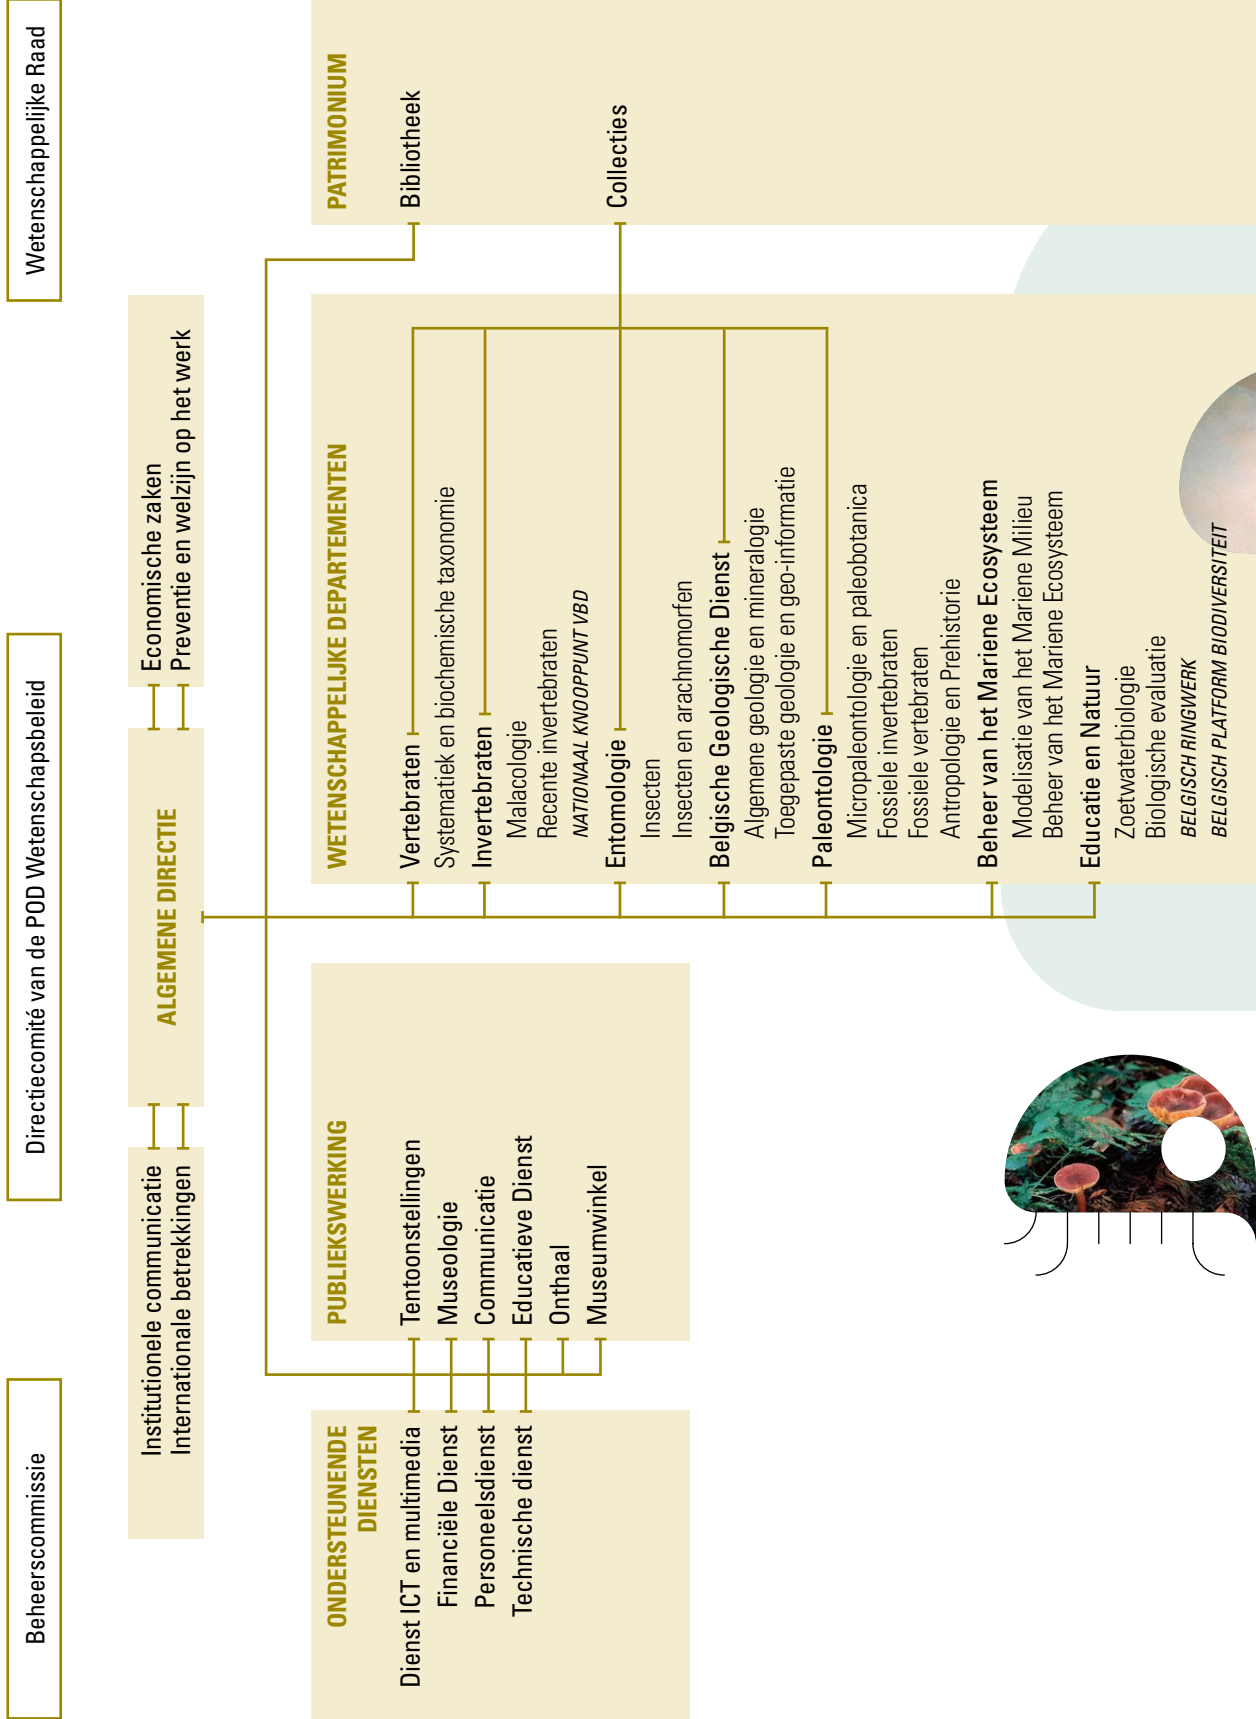 Beheerscommissie
Directiecomité van de POD Wetenschapsbeleid
Wetenschappelijke Raad
Institutionele communicatie
Internationale betrekkingen
ALGEMENE DIRECTIE
Economische zaken
Preventie en welzijn op het werk
ONDERSTEUNENDE
DIENSTEN
Dienst ICT en multimedia
Financiële Dienst
Personeelsdienst
Technische dienst
PUBLIEKSWERKING
Tentoonstellingen
Museologie
Communicatie
Educatieve Dienst
Onthaal
Museumwinkel
WETENSCHAPPELIJKE DEPARTEMENTEN
Vertebraten
Systematiek en biochemische taxonomie
Invertebraten
Malacologie
Recente invertebraten
NATIONAAL KNOOPPUNT VBD
Entomologie
Insecten
Insecten en arachnomorfen
Belgische Geologische Dienst
Algemene geologie en mineralogie
Toegepaste geologie en geo-informatie
Paleontologie
Micropaleontologie en paleobotanica
Fossiele invertebraten
Fossiele vertebraten
Antropologie en Prehistorie
Beheer van het Mariene Ecosysteem
Modelisatie van het Mariene Milieu
Beheer van het Mariene Ecosysteem
Educatie en Natuur
Zoetwaterbiologie
Biologische evaluatie
BELGISCH RINGWERK
BELGISCH PLATFORM BIODIVERSITEIT
PATRIMONIUM
Bibliotheek
Collecties